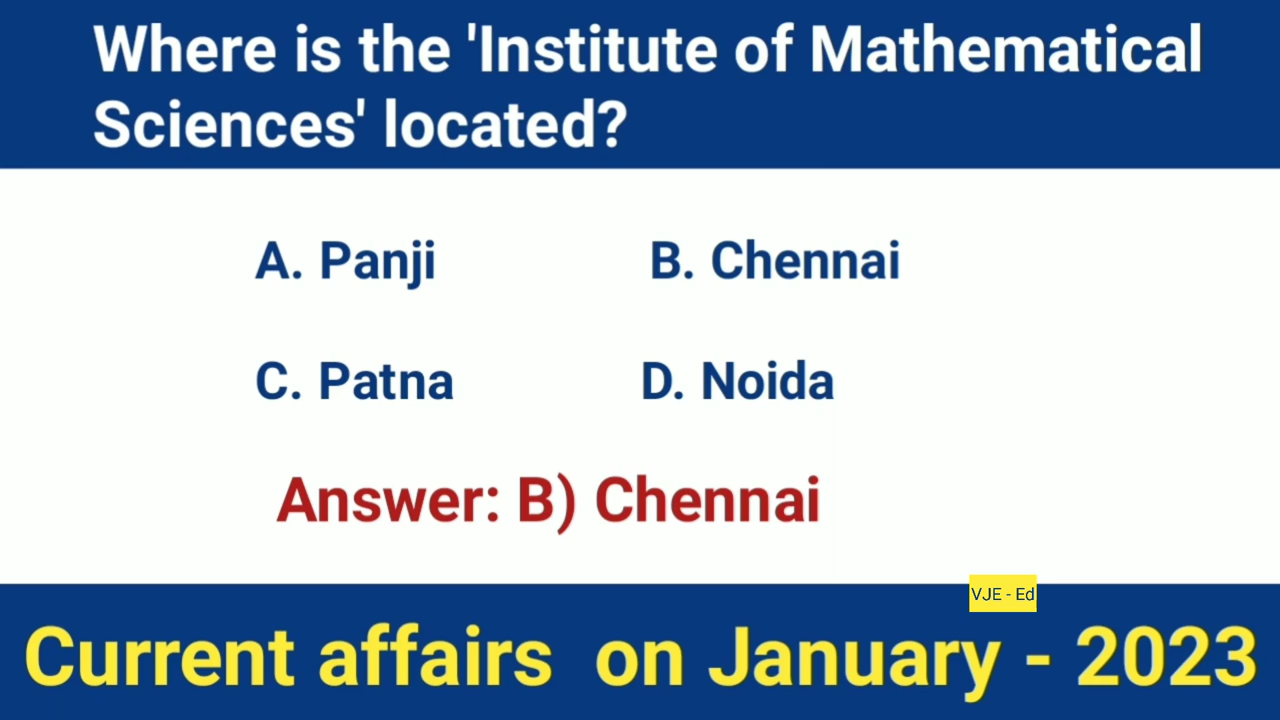 Where is the 'Institute of Mathematical
Sciences' located?
A. Panji B. Chennai
C. Patna D. Noida
Answer: B) Chennai
VJE - Ed
Current affairs on January - 2023